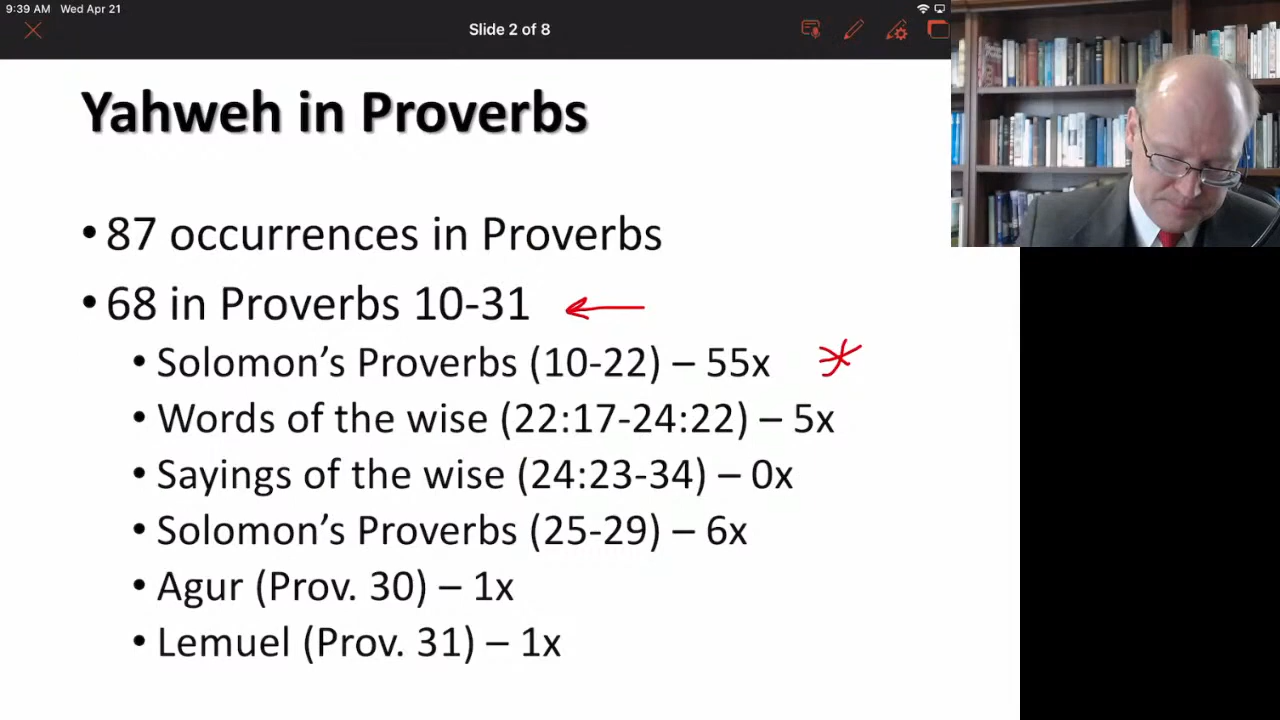 9:39 AM Wed Apr 21
Slide 2 of 8
Yahweh in Proverbs
• 87 occurrences in Proverbs
• 68 in Proverbs 10-31
• Solomon’s Proverbs (10-22) – 55x
• Words of the wise (22:17-24:22) – 5x
• Sayings of the wise (24:23-34) – 0x
• Solomon’s Proverbs (25-29) – 6x
• Agur (Prov. 30) – 1x
• Lemuel (Prov. 31) – 1x